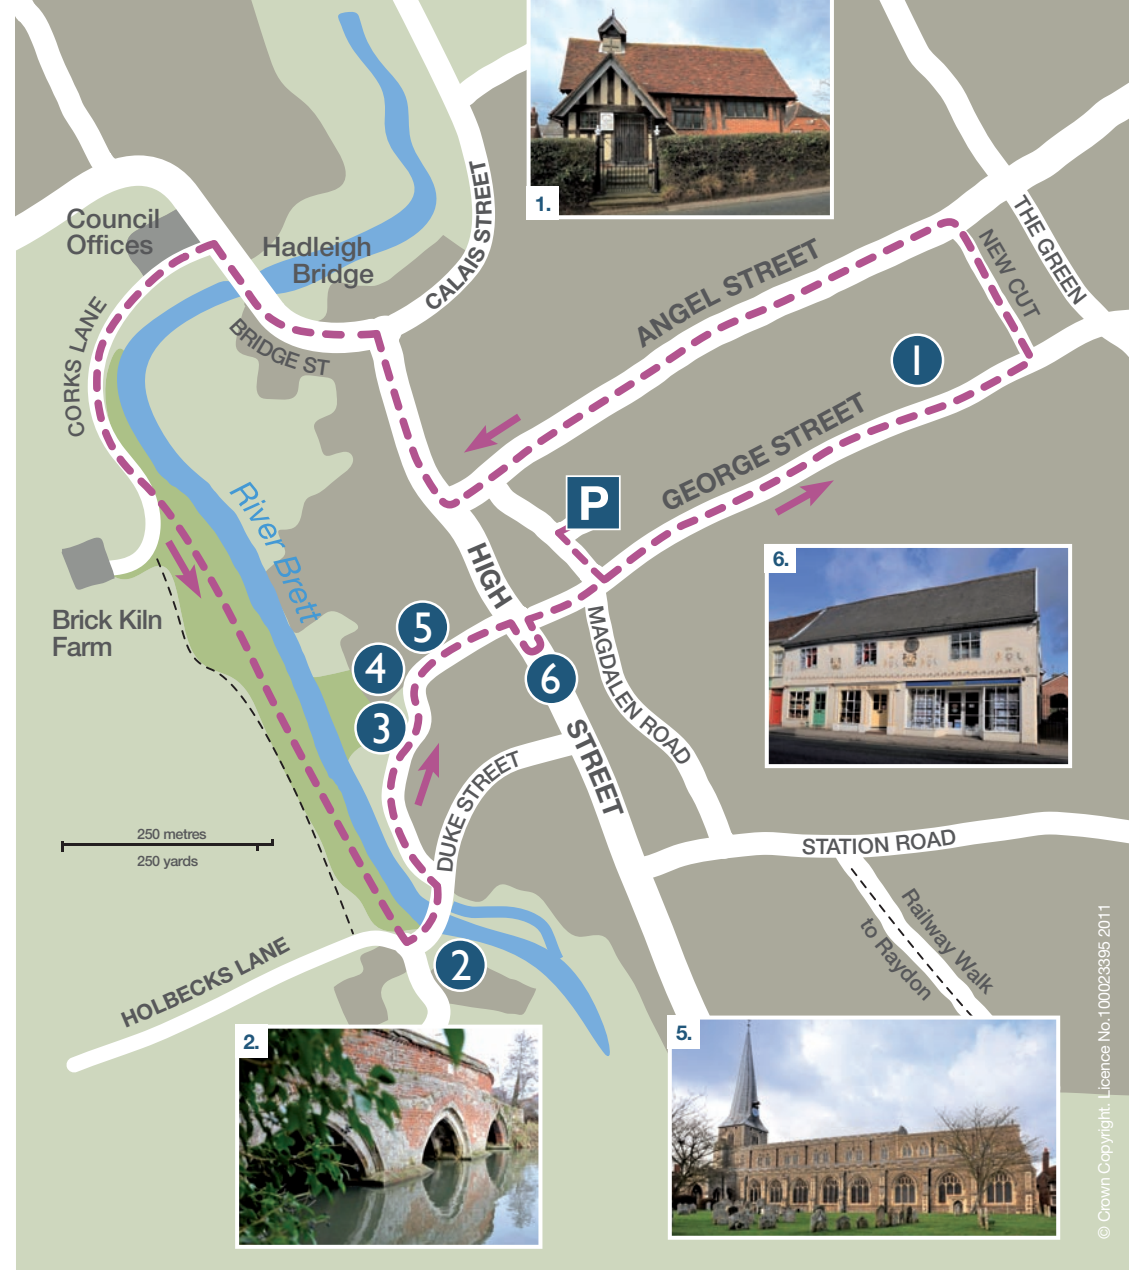 1.
Council
Offices
Hadleigh
Bridge
CALAIS STREET
THE GREEN
NEW CUT
ANGEL STREET
CORKS LANE
BRIDGE ST
1
GEORGE STREET
P
River Brett
HIGH
6.
Brick Kiln
Farm
5
4
3
6
MAGDALEN ROAD
STREET
DUKE STREET
250 metres
250 yards
STATION ROAD
Railway Walk
to Raydon
HOLBECKS LANE
2
2.
5.
© Crown Copyright. Licence No.100023395 2011